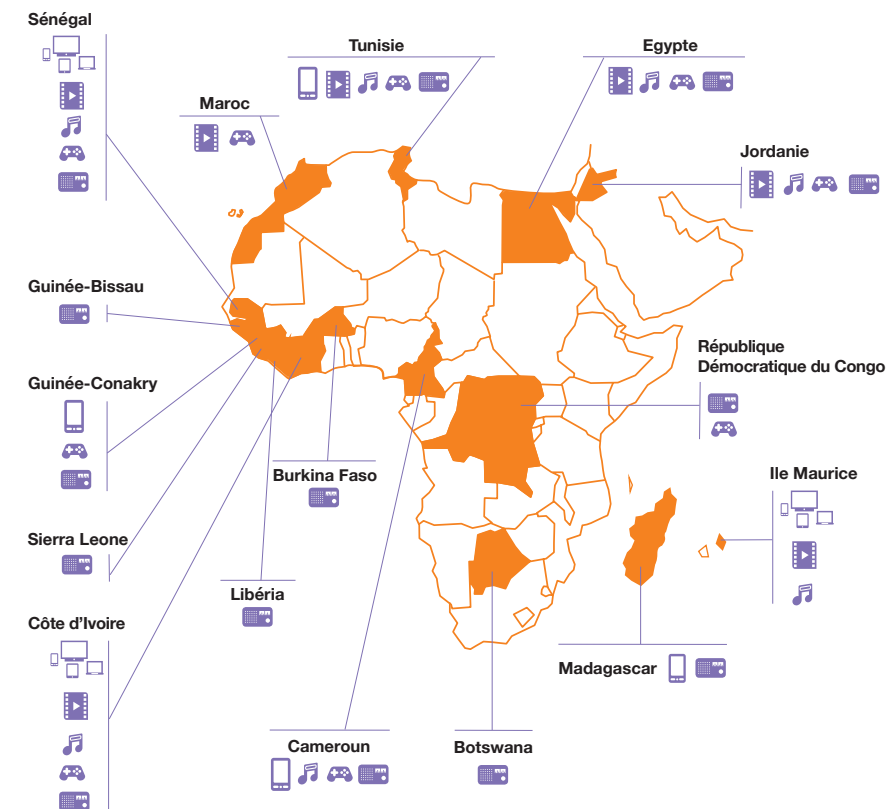 Sénégal
Tunisie
Egypte
Maroc
Jordanie
Guinée-Bissau
République
Démocratique du Congo
Guinée-Conakry
Burkina Faso
Ile Maurice
Sierra Leone
Libéria
Côte d'Ivoire
Madagascar
Cameroun
Botswana